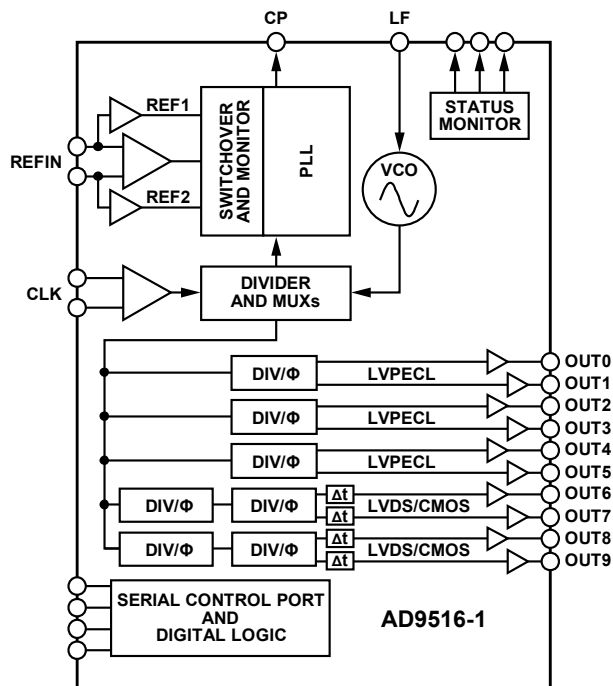 CP
LF
REF1
REF2
REFIN
SWITCHOVER
AND MONITOR
PLL
STATUS
MONITOR
VCO
CLK
DIVIDER
AND MUXs
DIV/Φ
LVPECL
OUT0
OUT1
DIV/Φ
LVPECL
OUT2
OUT3
DIV/Φ
LVPECL
OUT4
OUT5
DIV/Φ
DIV/Φ
Δt
Δt
LVDS/CMOS
OUT6
OUT7
DIV/Φ
DIV/Φ
Δt
Δt
LVDS/CMOS
OUT8
OUT9
SERIAL CONTROL PORT
AND
DIGITAL LOGIC
AD9516-1